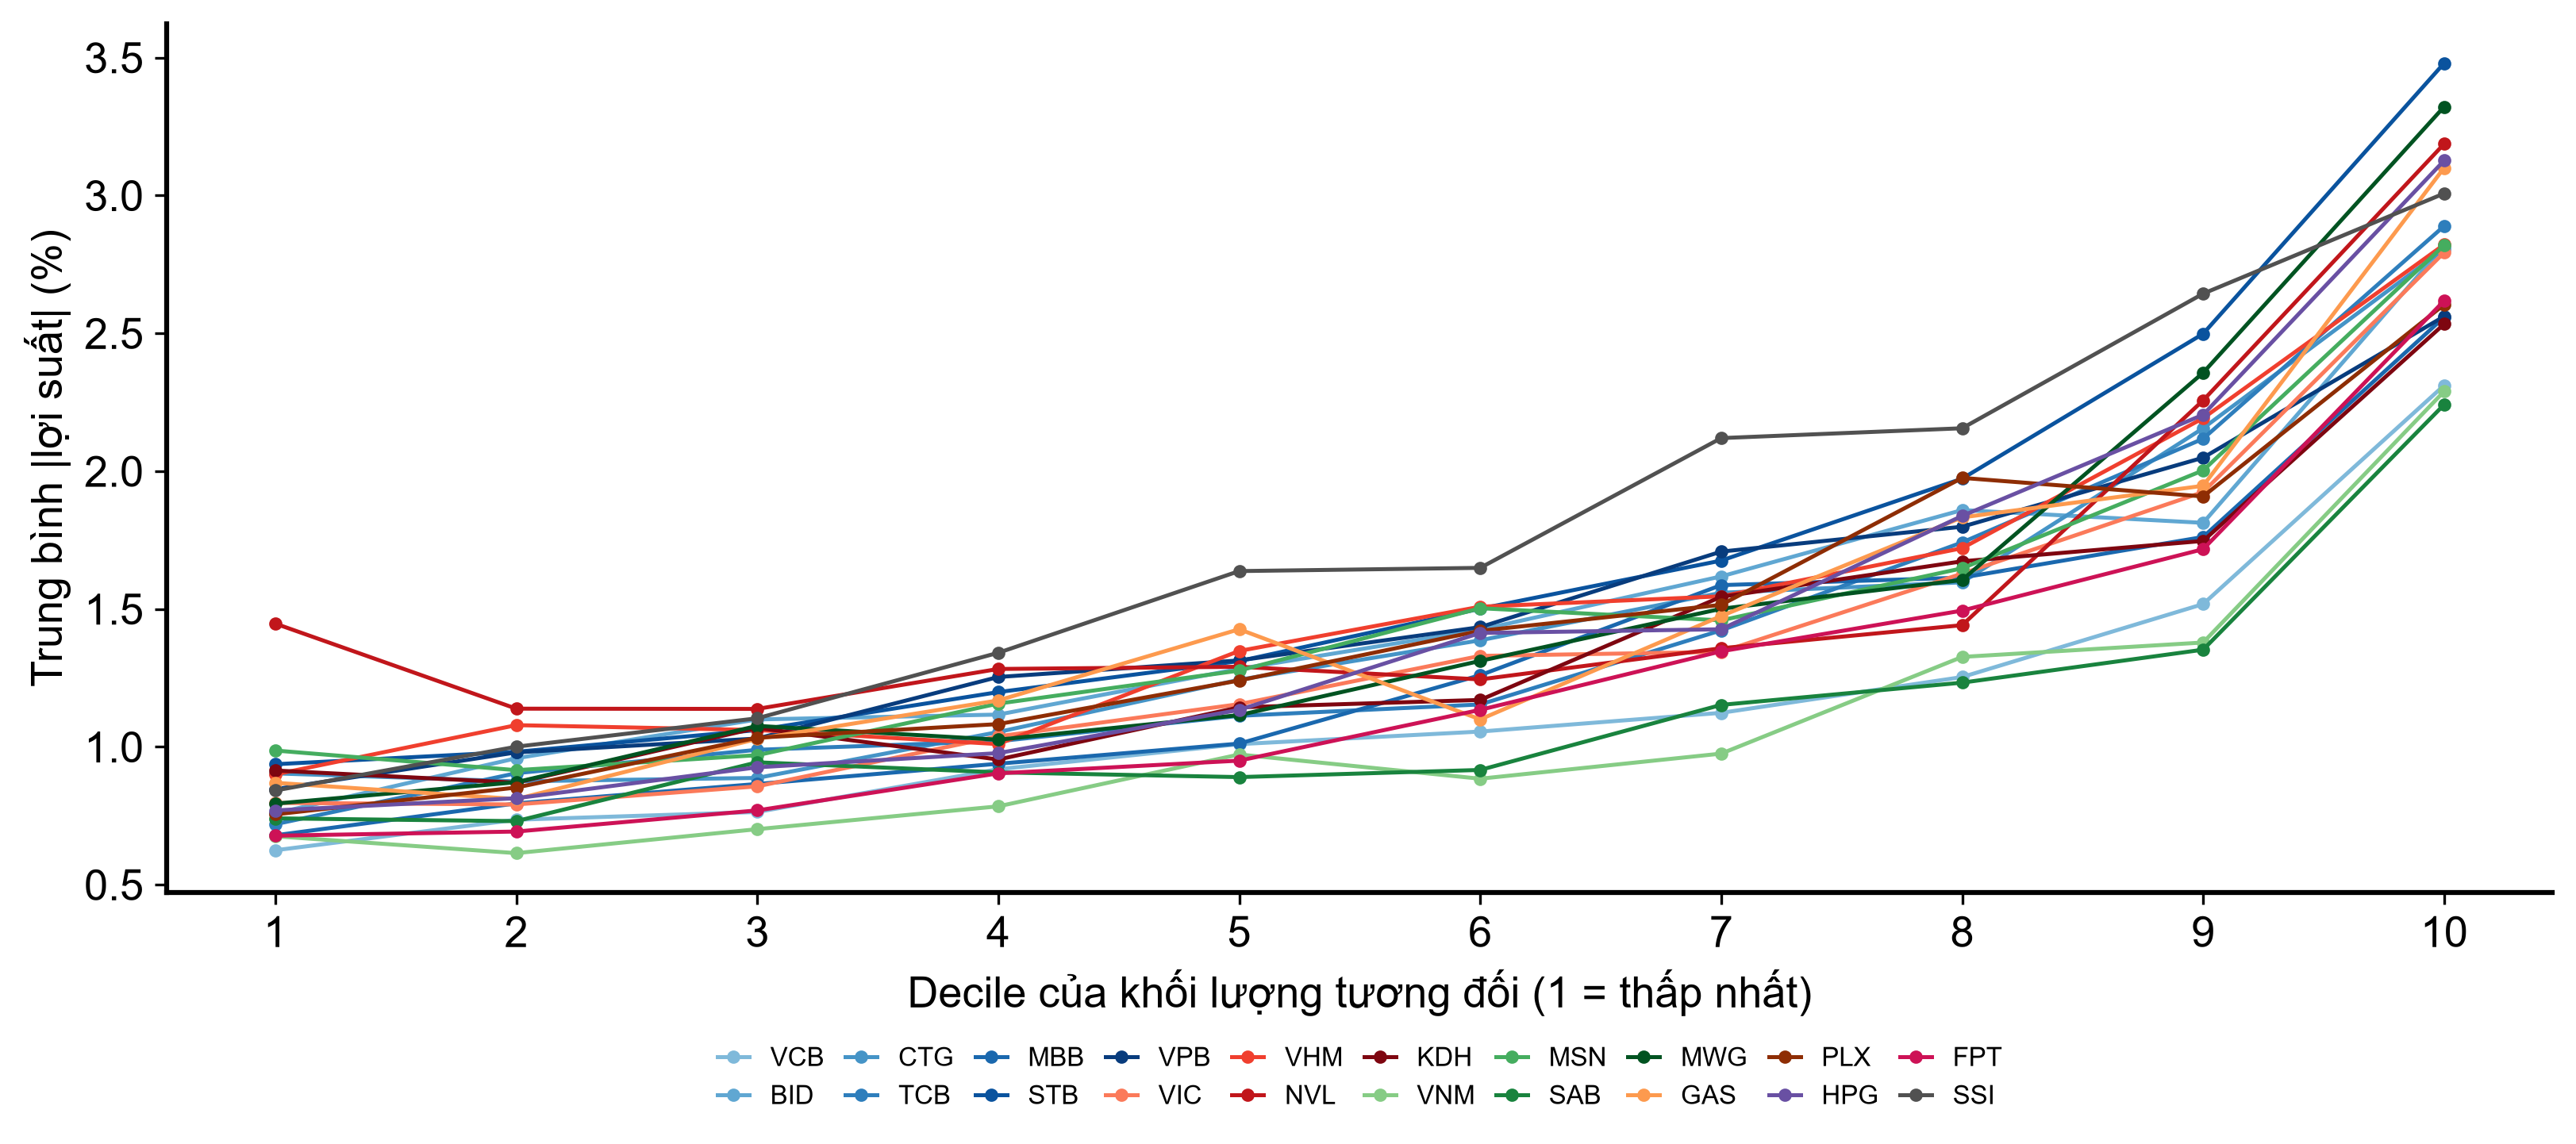 Trung bình |lợi suất| (%)
3.5
3.0
2.5
2.0
1.5
1.0
0.5
1 2 3 4 5 6 7 8 9 10
Decile của khối lượng tương đối (1 = thấp nhất)
VCB CTG MBB VPB VHM KDH MSN MWG PLX FPT
BID TCB STB VIC NVL VNM SAB GAS HPG SSI